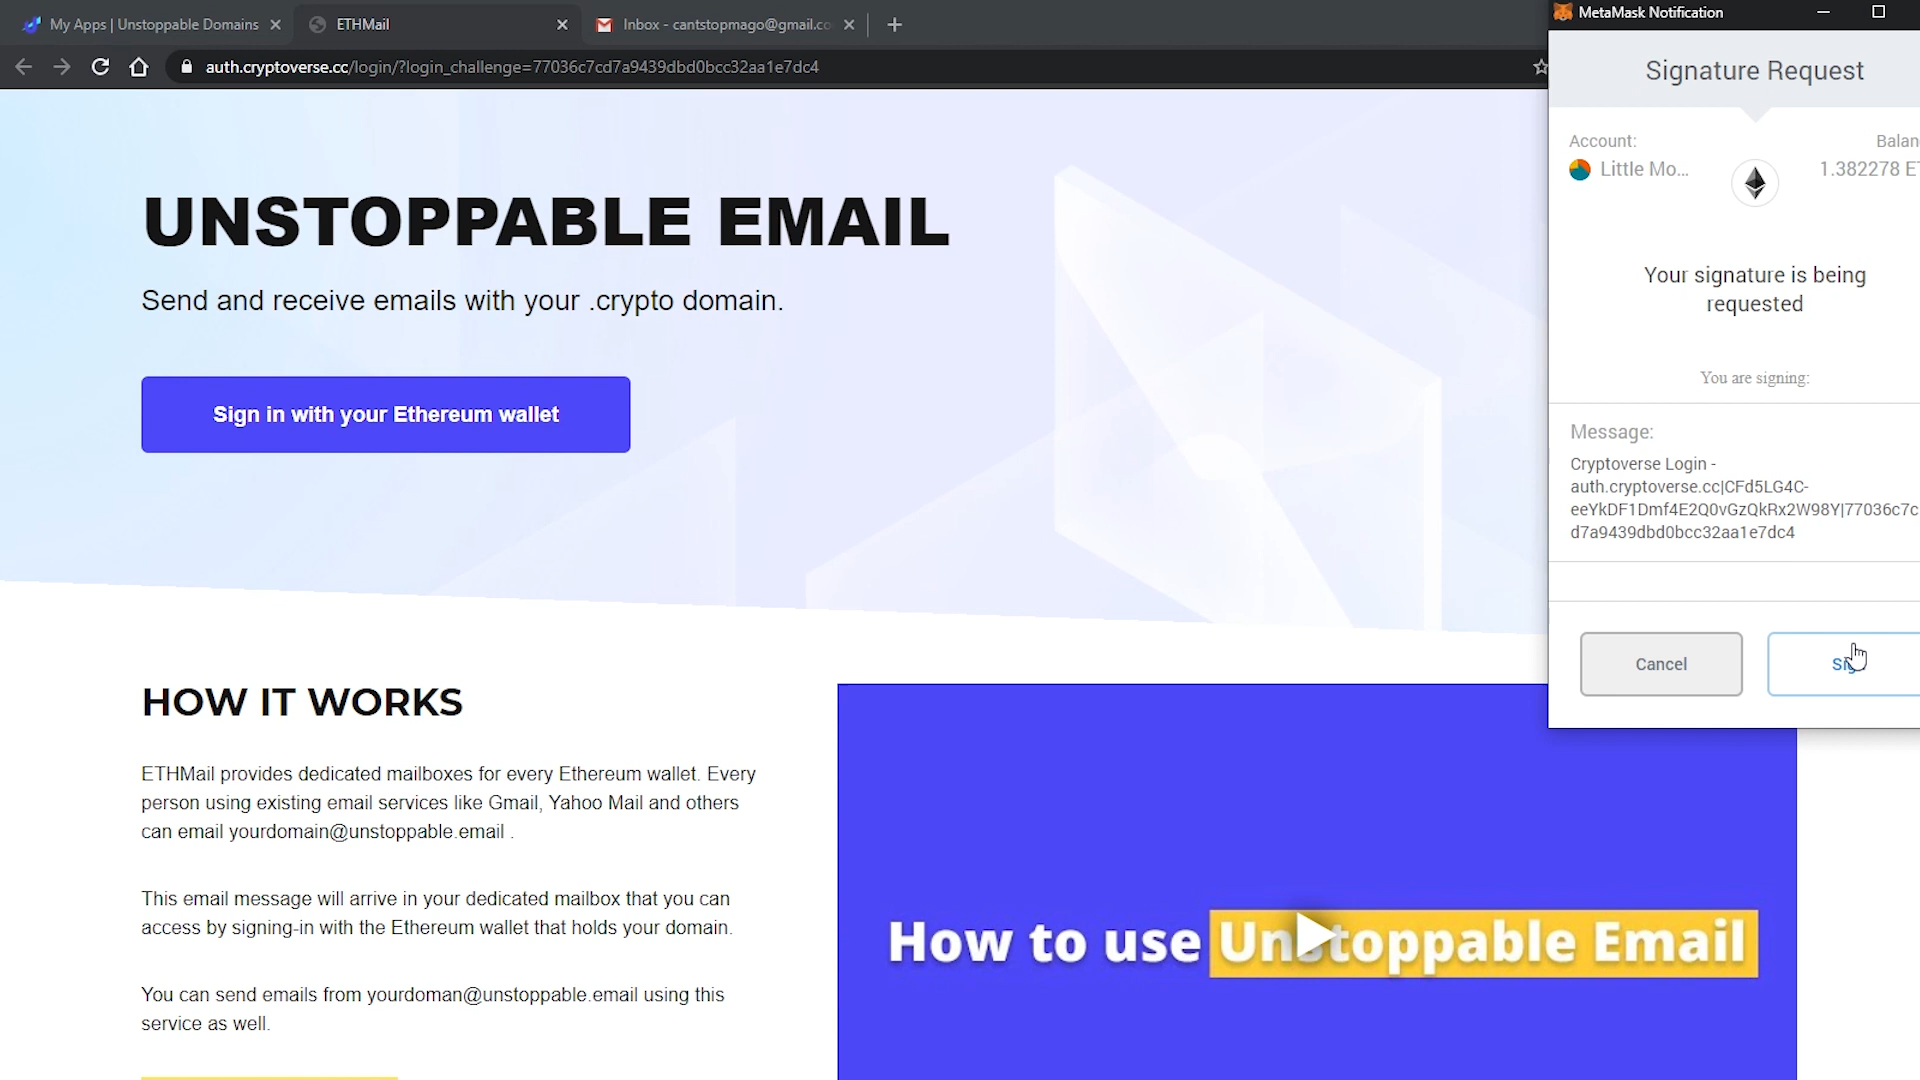 My Apps | Unstoppable Domains
ETHMail
Inbox - cantstopmago@gmail.co
MetaMask Notification
auth.cryptoverse.cc/login/?login_challenge=77036c7cd7a9439dbd0bcc32aa1e7dc4
Signature Request
Account:
Balan
Little Mo...
1.382278 ET
Your signature is being
requested
You are signing:
Message:
Cryptoverse Login -
auth.cryptoverse.cc|CFd5LG4C-
eeYkDF1Dmf4E2Q0vGzQkRx2W98Y|77036c7c
d7a9439dbd0bcc32aa1e7dc4
Cancel
UNSTOPPABLE EMAIL
Send and receive emails with your .crypto domain.
Sign in with your Ethereum wallet
HOW IT WORKS
ETHMail provides dedicated mailboxes for every Ethereum wallet. Every
person using existing email services like Gmail, Yahoo Mail and others
can email yourdomain@unstoppable.email .
This email message will arrive in your dedicated mailbox that you can
access by signing-in with the Ethereum wallet that holds your domain.
You can send emails from yourdoman@unstoppable.email using this
service as well.
How to use Unstoppable Email